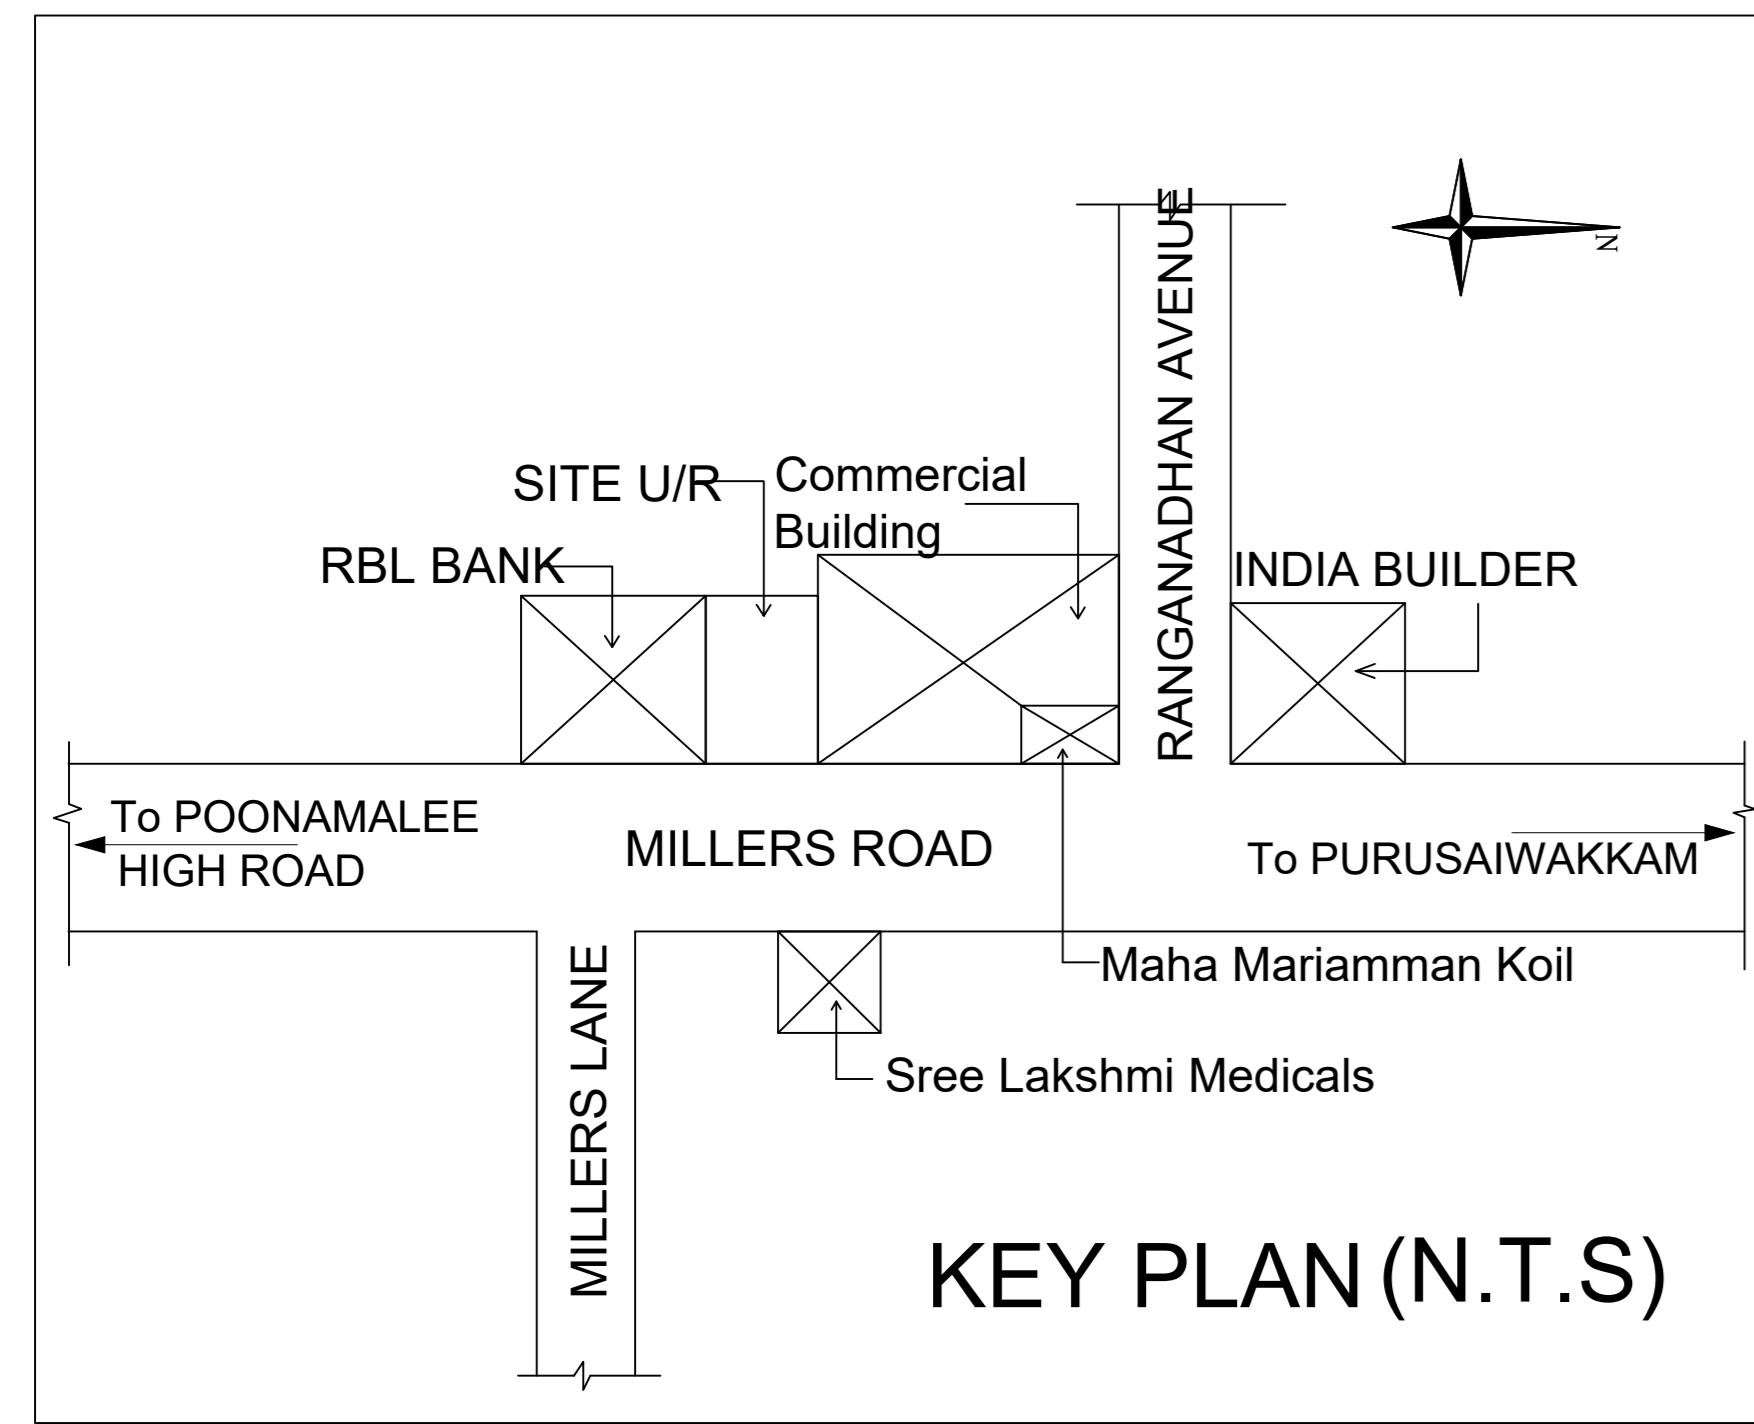 N
RANGANADHAN AVENUE
SITE U/R
Commercial
Building
RBL BANK
INDIA BUILDER
To POONAMALEE
HIGH ROAD
MILLERS ROAD
To PURUSAIWAKKAM
MILLERS LANE
Maha Mariamman Koil
Sree Lakshmi Medicals
KEY PLAN (N.T.S)